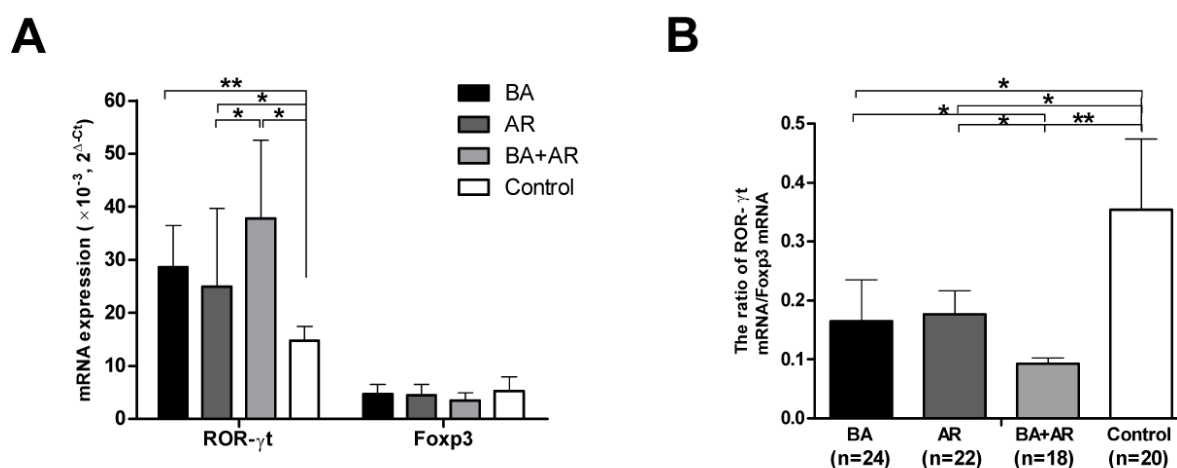 A
B
**
*
*
*
60
50
40
30
20
10
0
mRNA expression (×10⁻³, 2^Δ-Ct)
ROR-γt
Foxp3
BA
AR
BA+AR
Control
*
*
*
*
**
0.5
0.4
0.3
0.2
0.1
0.0
The ratio of ROR-γt
mRNA/Foxp3 mRNA
BA AR BA+AR Control
(n=24) (n=22) (n=18) (n=20)